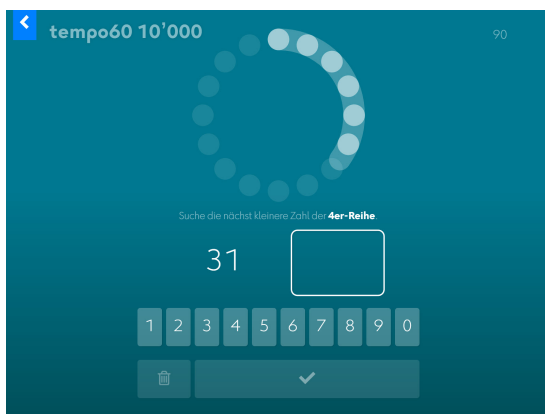 tempo60 10’000
90
Suche die nächst kleinere Zahl der 4er-Reihe
31
1 2 3 4 5 6 7 8 9 0